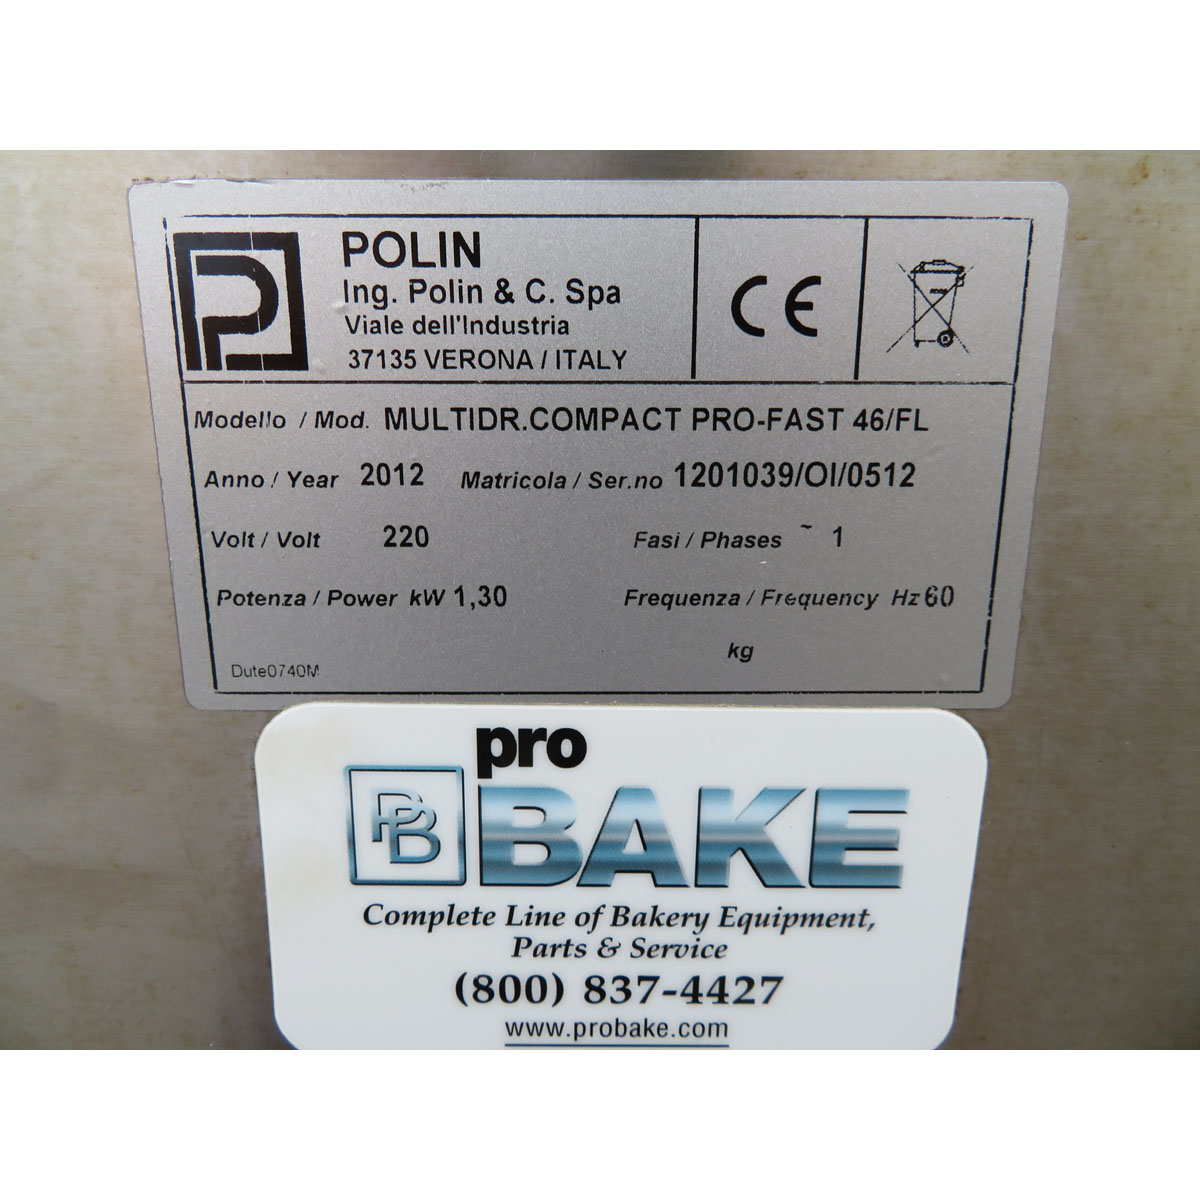 POLIN
Ing. Polin & C. Spa
Viale dell'Industria
37135 VERONA / ITALY
CE
Modello / Mod. MULTIDR.COMPACT PRO-FAST 46/FL
Anno / Year 2012 Matricola / Ser.no 1201039/OI/0512
Volt / Volt 220 Fasi / Phases ~ 1
Potenza / Power kW 1,30 Frequenza / Frequency Hz 60
kg
Dute0740M
pro
PB BAKE
Complete Line of Bakery Equipment,
Parts & Service
(800) 837-4427
www.probake.com